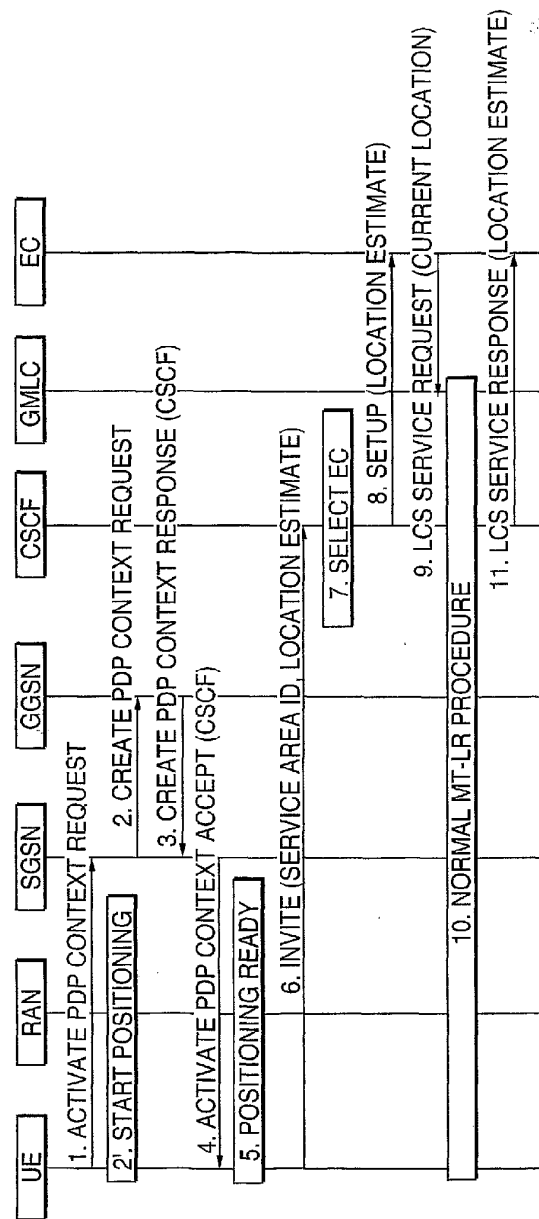 UE
RAN
SGSN
GGSN
CSCF
GMLC
EC
1. ACTIVATE PDP CONTEXT REQUEST
2'. START POSITIONING
2. CREATE PDP CONTEXT REQUEST
3. CREATE PDP CONTEXT RESPONSE (CSCF)
4. ACTIVATE PDP CONTEXT ACCEPT (CSCF)
5. POSITIONING READY
6. INVITE (SERVICE AREA ID, LOCATION ESTIMATE)
7. SELECT EC
8. SETUP (LOCATION ESTIMATE)
9. LCS SERVICE REQUEST (CURRENT LOCATION)
10. NORMAL MT-LR PROCEDURE
11. LCS SERVICE RESPONSE (LOCATION ESTIMATE)